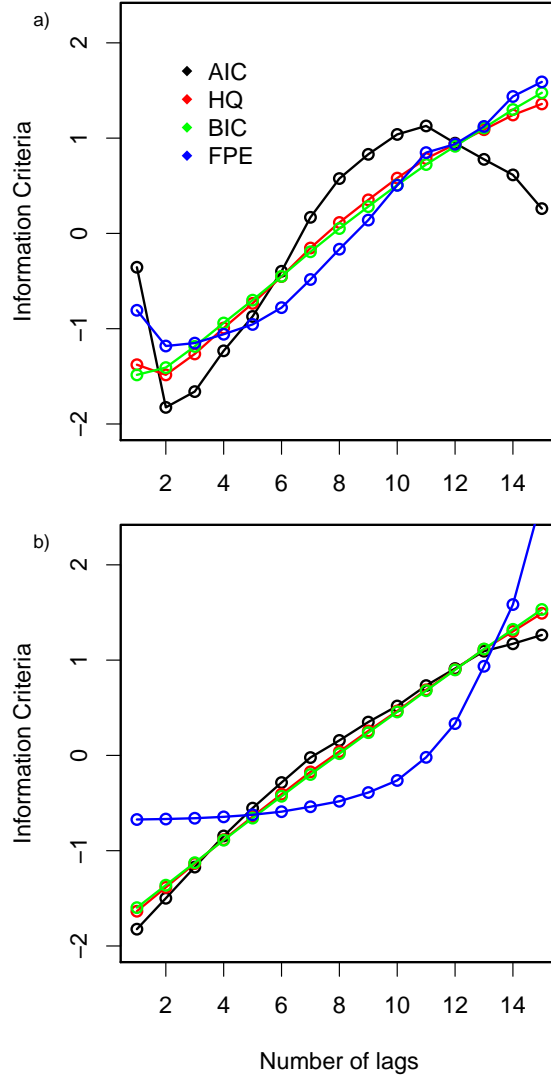 a)
AIC
HQ
BIC
FPE
Information Criteria
2
1
0
−1
−2
2 4 6 8 10 12 14
b)
Information Criteria
2
1
0
−1
−2
2 4 6 8 10 12 14
Number of lags